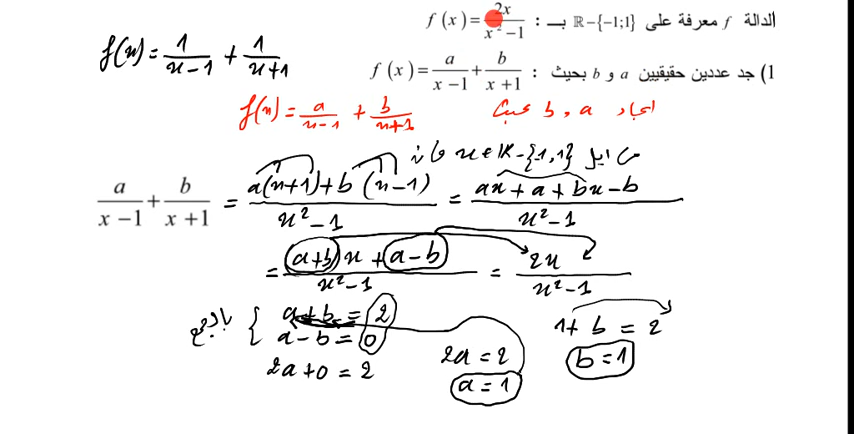 الدالة f معرفة على ℝ-{-1;1} بــ : f(x)=2x/(x²-1)
1) جد عددين حقيقيين a و b بحيث : f(x)=a/(x-1)+b/(x+1)
f(x)=1/(x-1) + 1/(x+1)
ايجاد a و b بحيث f(x)=a/(x-1) + b/(x+1)
من اجل x∈ℝ-{1,1} فان
a/(x-1)+b/(x+1) = (a(x+1)+b(x-1))/(x²-1) = (ax+a+bx-b)/(x²-1)
= ((a+b)x+(a-b))/(x²-1) = 2x/(x²-1)
بالجمع { a+b=2
a-b=0
2a+0=2
2a=2
a=1
1+b=2
b=1